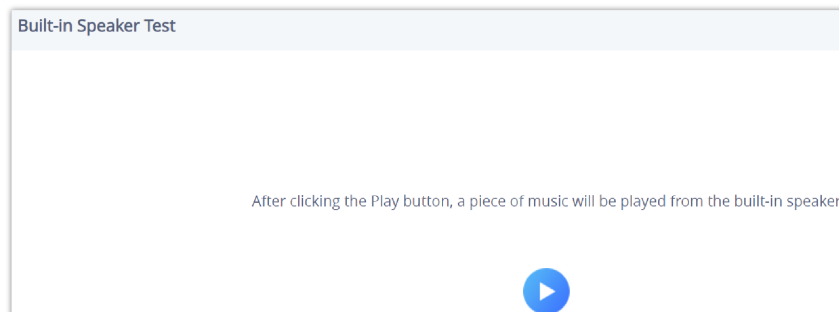 Built-in Speaker Test
After clicking the Play button, a piece of music will be played from the built-in speaker